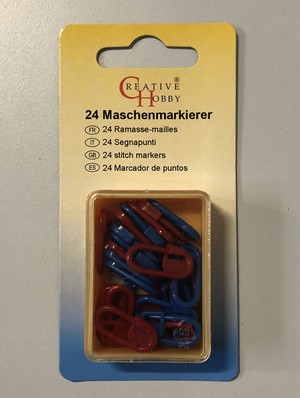 CREATIVE®
HOBBY
24 Maschenmarkierer
FR 24 Ramasse-mailles
IT 24 Segnapunti
GB 24 stitch markers
ES 24 Marcador de puntos